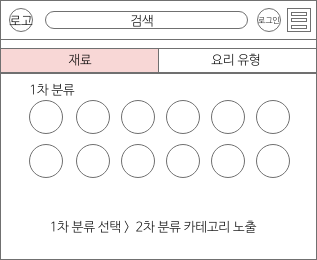 로고 검색 로그인
재료 요리 유형
1차 분류
1차 분류 선택 > 2차 분류 카테고리 노출